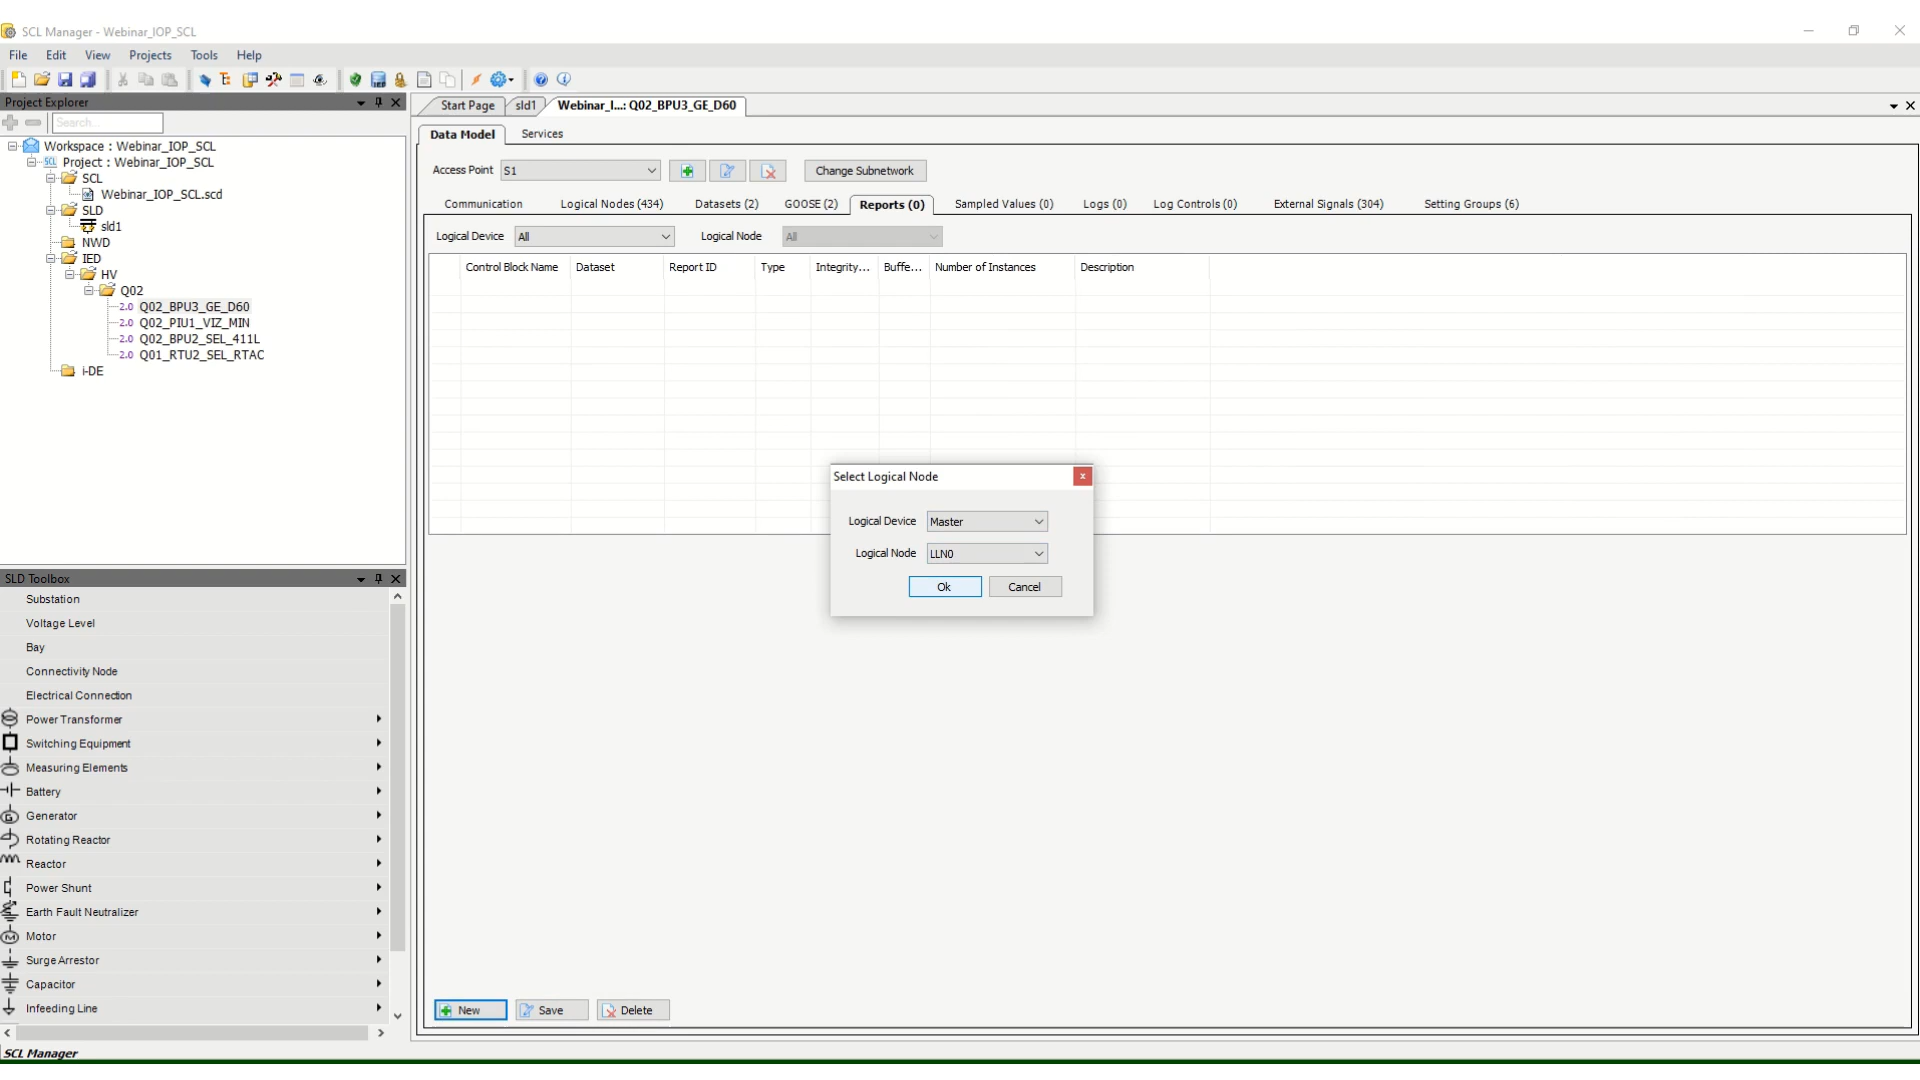 SCL Manager - Webinar_IOP_SCL
File Edit View Projects Tools Help
Project Explorer
Search...
Workspace : Webinar_IOP_SCL
Project : Webinar_IOP_SCL
SCL
Webinar_IOP_SCL.scd
SLD
sld1
NWD
IED
HV
Q02
2.0 Q02_BPU3_GE_D60
2.0 Q02_PIU1_VIZ_MIN
2.0 Q02_BPU2_SEL_411L
2.0 Q01_RTU2_SEL_RTAC
i-DE
SLD Toolbox
Substation
Voltage Level
Bay
Connectivity Node
Electrical Connection
Power Transformer
Switching Equipment
Measuring Elements
Battery
Generator
Rotating Reactor
Reactor
Power Shunt
Earth Fault Neutralizer
Motor
Surge Arrestor
Capacitor
Infeeding Line
SCL Manager
Start Page sld1 Webinar_I...: Q02_BPU3_GE_D60
Data Model Services
Access Point S1 Change Subnetwork
Communication Logical Nodes (434) Datasets (2) GOOSE (2) Reports (0) Sampled Values (0) Logs (0) Log Controls (0) External Signals (304) Setting Groups (6)
Logical Device All Logical Node All
Control Block Name Dataset Report ID Type Integrity... Buffe... Number of Instances Description
Select Logical Node
Logical Device Master
Logical Node LLN0
Ok Cancel
New Save Delete